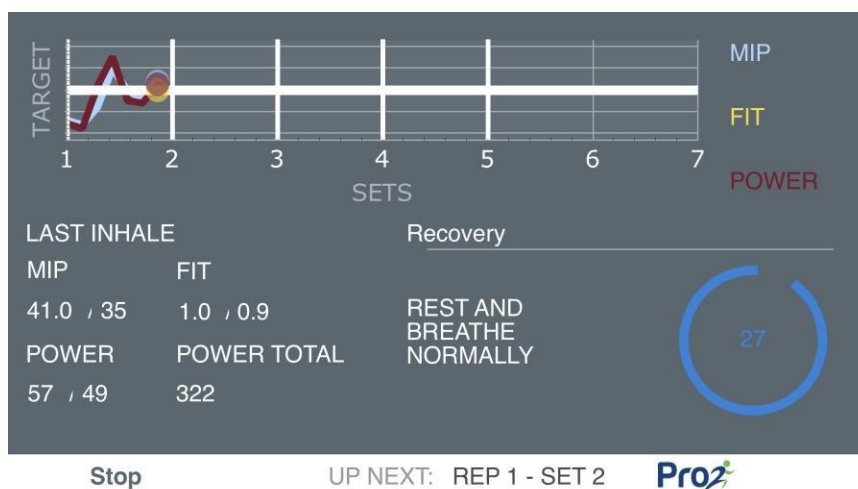 TARGET
MIP
FIT
POWER
1 2 3 4 5 6 7
SETS
LAST INHALE
MIP FIT
41.0 / 35 1.0 / 0.9
POWER POWER TOTAL
57 / 49 322
Recovery
REST AND
BREATHE
NORMALLY
27
Stop UP NEXT: REP 1 - SET 2 Pro2